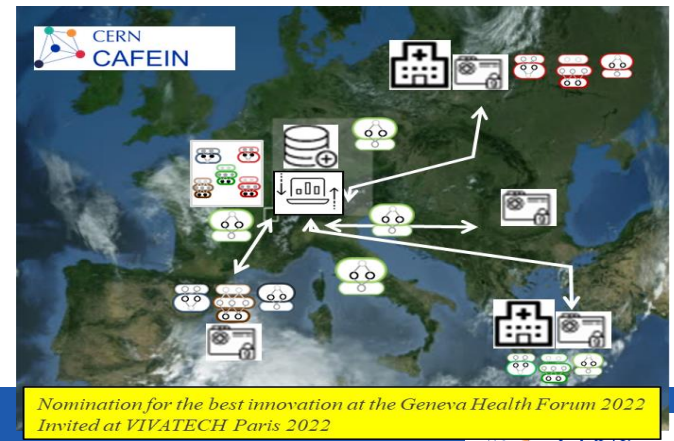 CERN
CAFEIN
Nomination for the best innovation at the Geneva Health Forum 2022
Invited at VIVATECH Paris 2022